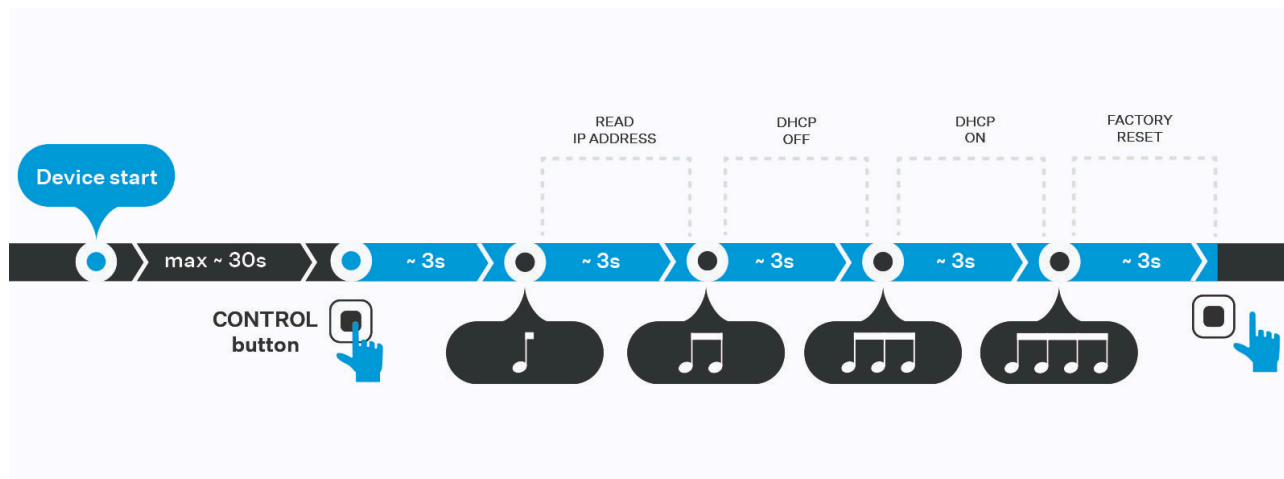 READ
IP ADDRESS
DHCP
OFF
DHCP
ON
FACTORY
RESET
Device start
max ~ 30s
~ 3s
~ 3s
~ 3s
~ 3s
~ 3s
CONTROL
button